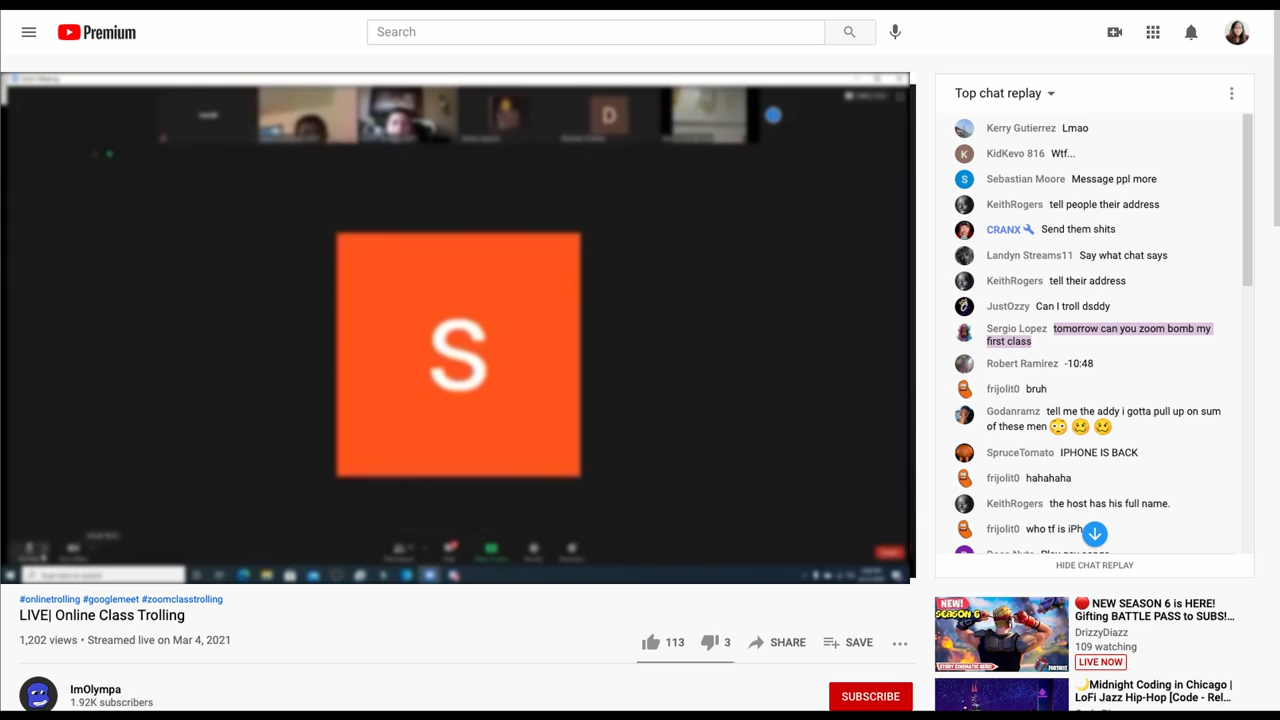 Premium
Search
D
S
#onlinetrolling #googlemeet #zoomclasstrolling
LIVE| Online Class Trolling
1,202 views • Streamed live on Mar 4, 2021
113
3
SHARE
SAVE
ImOlympa
1.92K subscribers
SUBSCRIBE
Top chat replay
Kerry Gutierrez Lmao
K
KidKevo 816 Wtf...
S
Sebastian Moore Message ppl more
KeithRogers tell people their address
CRANX Send them shits
Landyn Streams11 Say what chat says
KeithRogers tell their address
JustOzzy Can I troll dsddy
Sergio Lopez tomorrow can you zoom bomb my
first class
Robert Ramirez -10:48
frijolit0 bruh
Godanramz tell me the addy i gotta pull up on sum
of these men
SpruceTomato IPHONE IS BACK
frijolit0 hahahaha
KeithRogers the host has his full name.
frijolit0 who tf is iPh
HIDE CHAT REPLAY
NEW!
SEASON 6
FORTNITE
NEW SEASON 6 is HERE!
Gifting BATTLE PASS to SUBS!...
DrizzyDiazz
109 watching
LIVE NOW
Midnight Coding in Chicago |
LoFi Jazz Hip-Hop [Code - Rel...